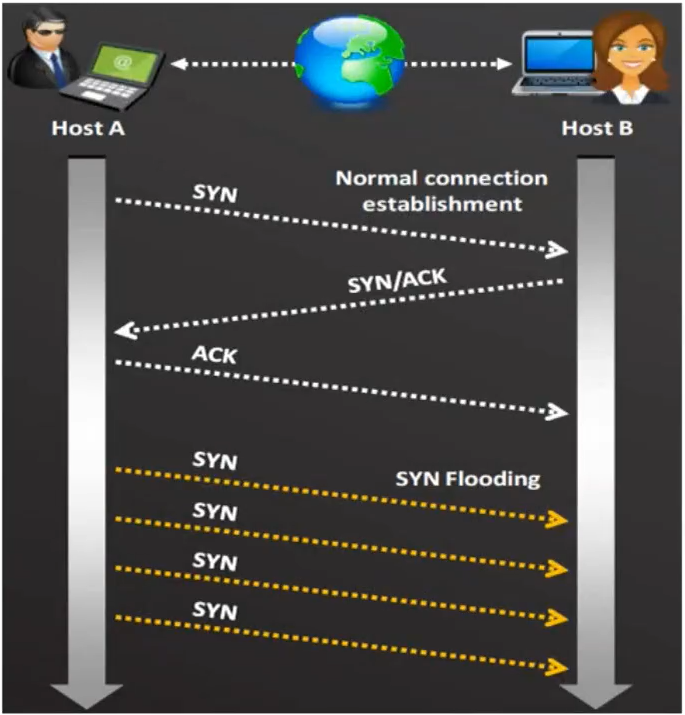 @
Host A
Host B
Normal connection
establishment
SYN
SYN/ACK
ACK
SYN
SYN Flooding
SYN
SYN
SYN